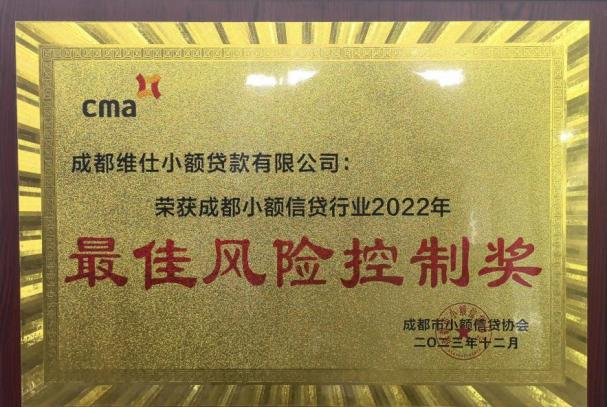 cma
成都维仕小额贷款有限公司：
荣获成都小额信贷行业2022年
最佳风险控制奖
成都市小额信贷协会
二〇二三年十二月